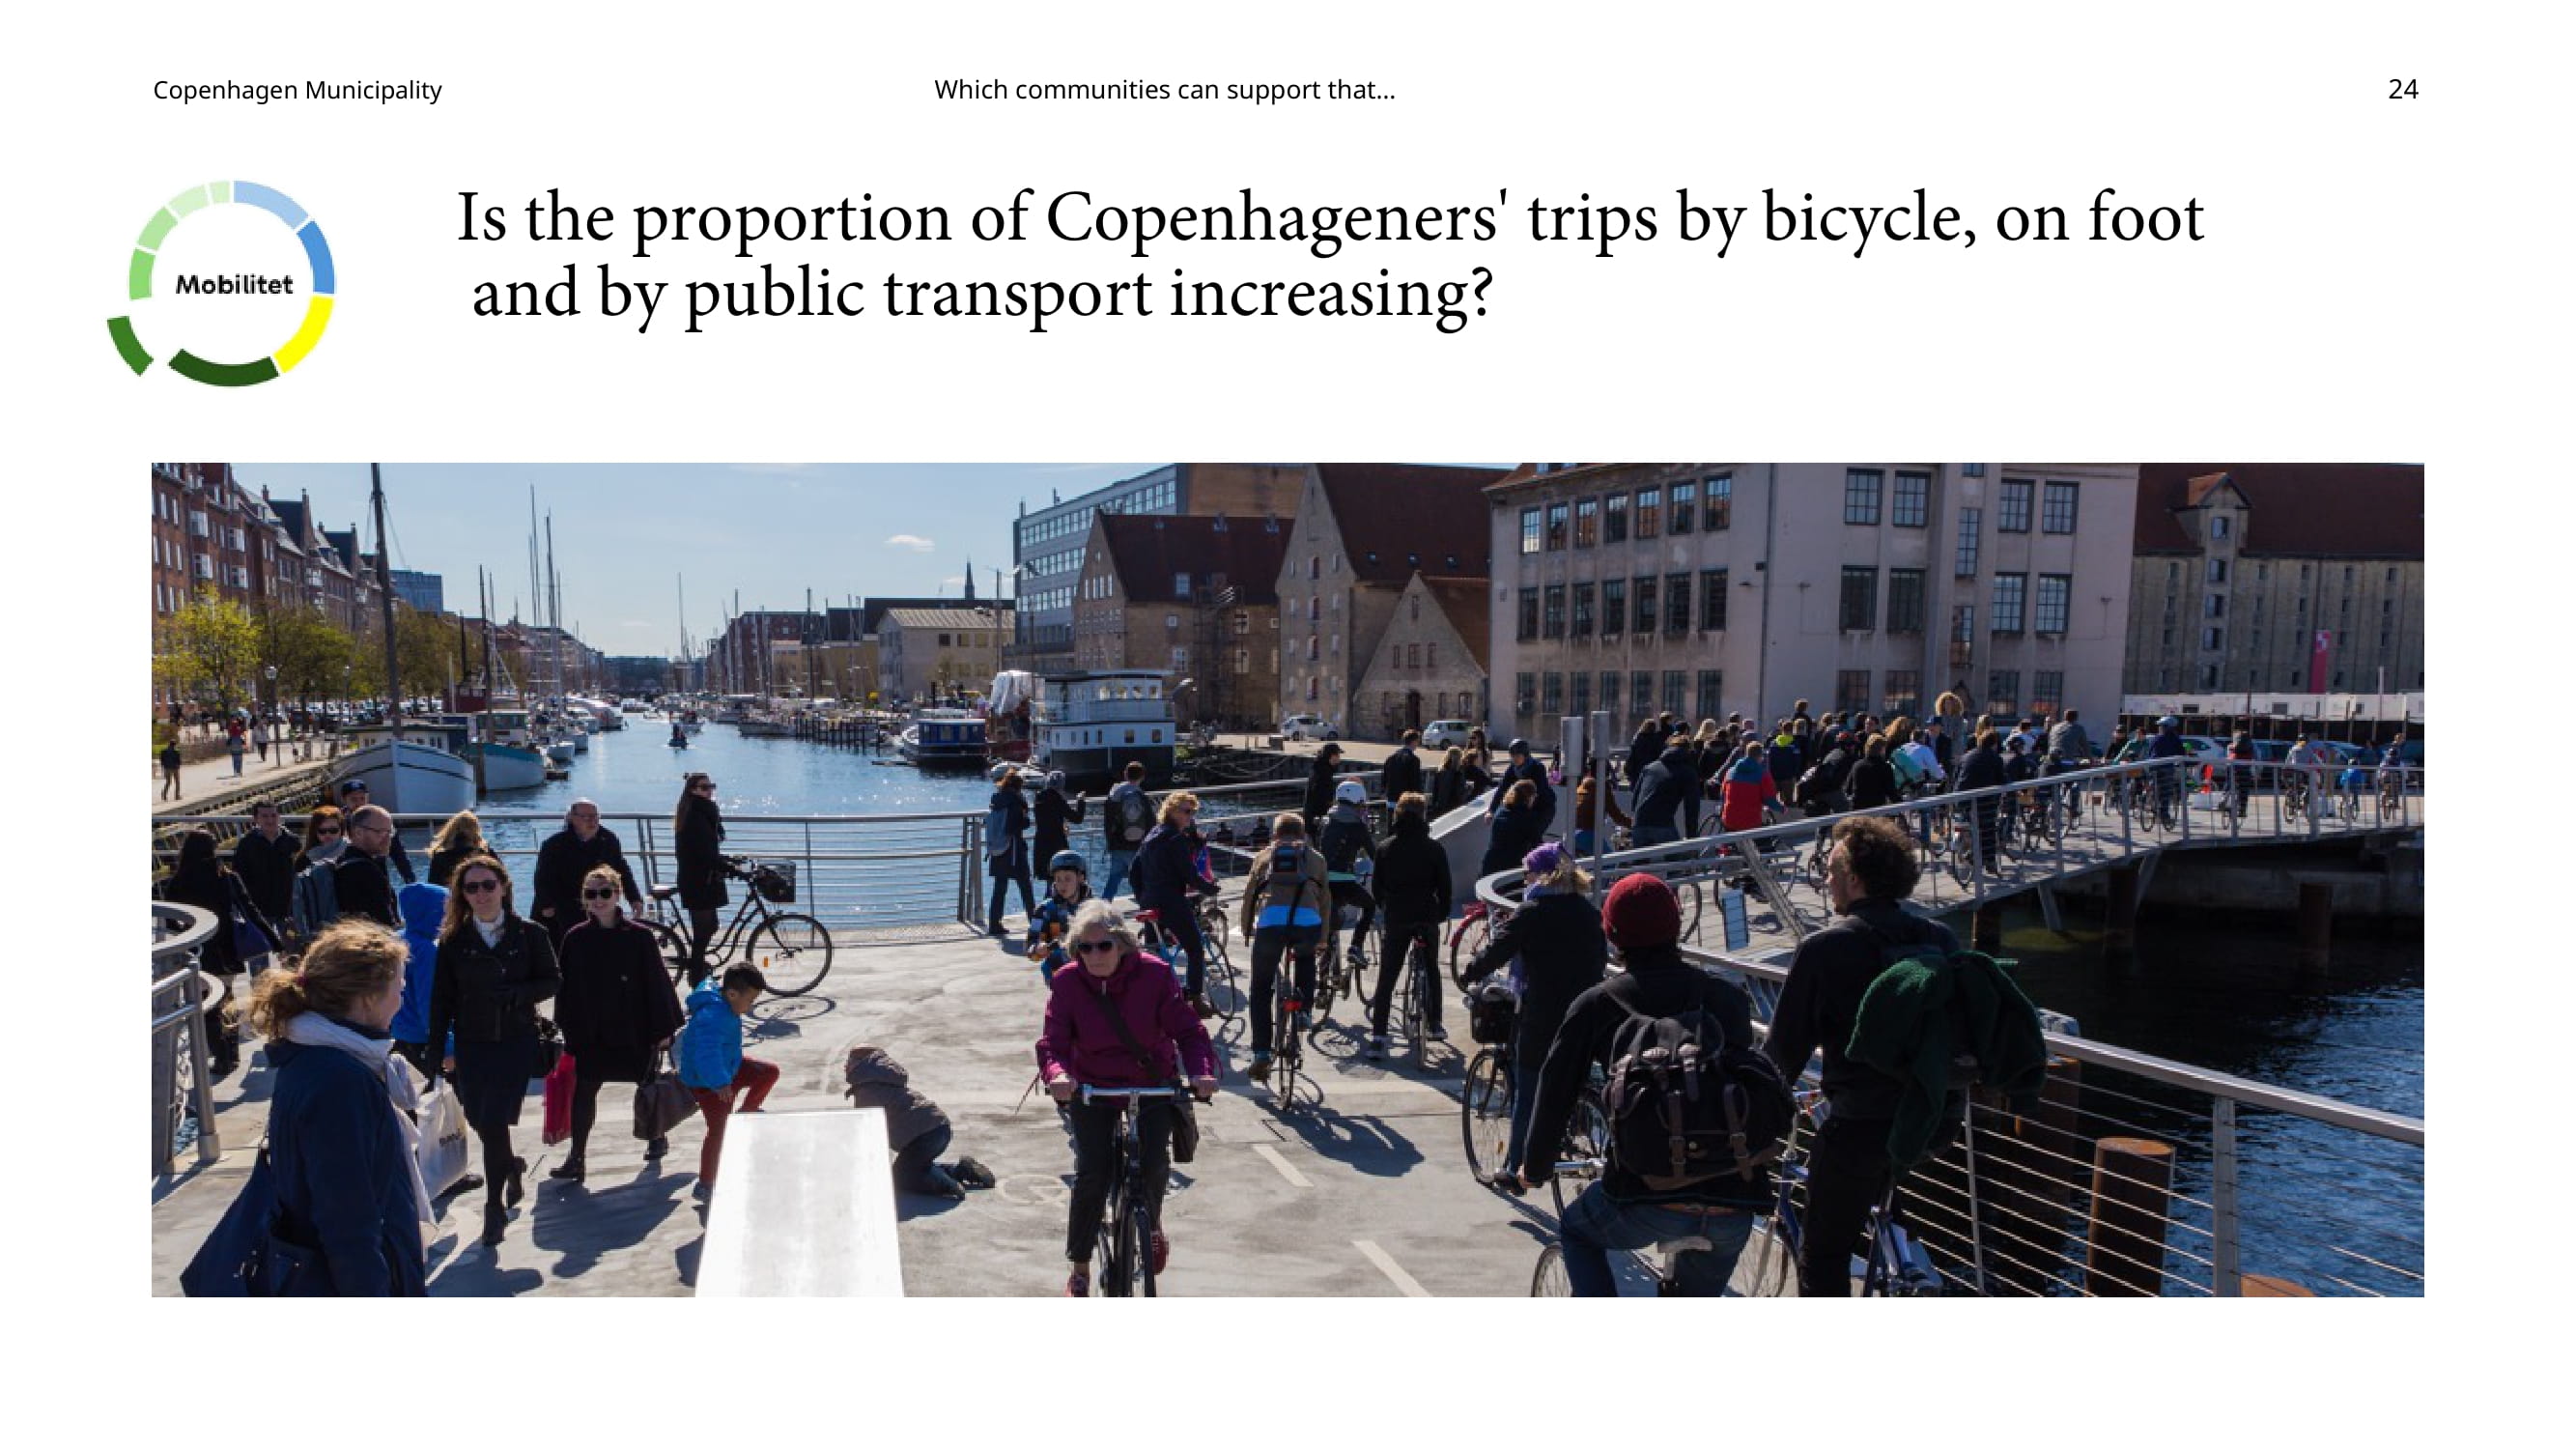 Copenhagen Municipality
Which communities can support that...
24
Mobilitet
Is the proportion of Copenhageners' trips by bicycle, on foot
and by public transport increasing?